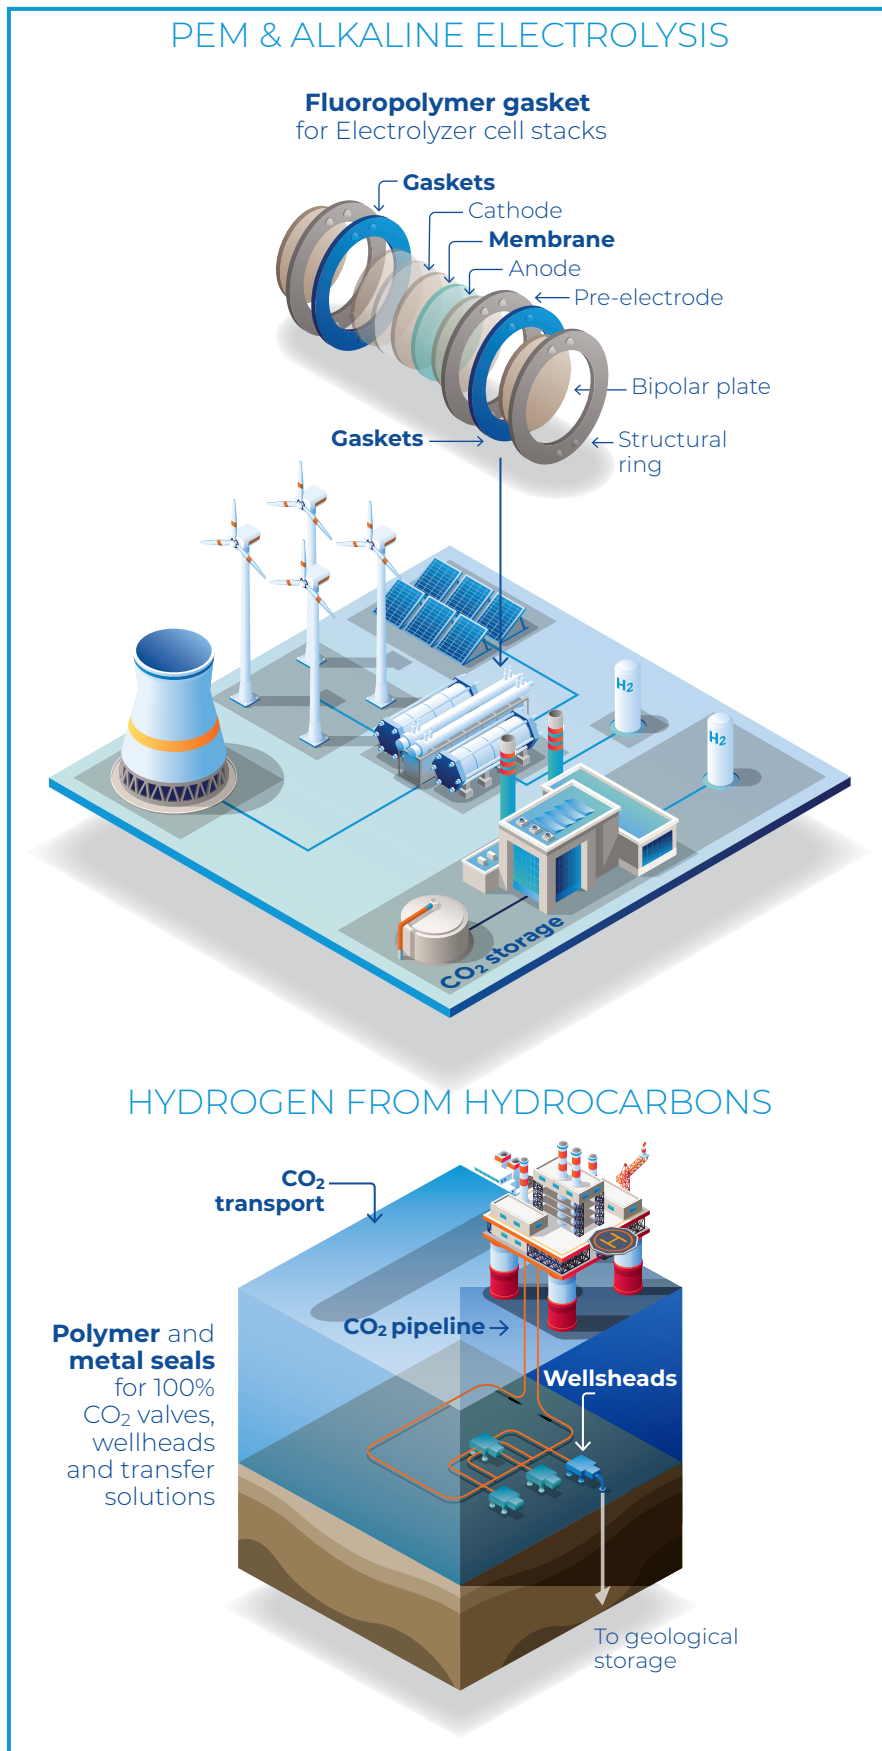 PEM & ALKALINE ELECTROLYSIS
Fluoropolymer gasket
for Electrolyzer cell stacks
Gaskets
Cathode
Membrane
Anode
Pre-electrode
Bipolar plate
Gaskets
Structural
ring
H2
H2
CO₂ storage
HYDROGEN FROM HYDROCARBONS
CO₂
transport
CO₂ pipeline
Polymer and
metal seals
for 100%
CO₂ valves,
wellheads
and transfer
solutions
Wellsheads
H
To geological
storage